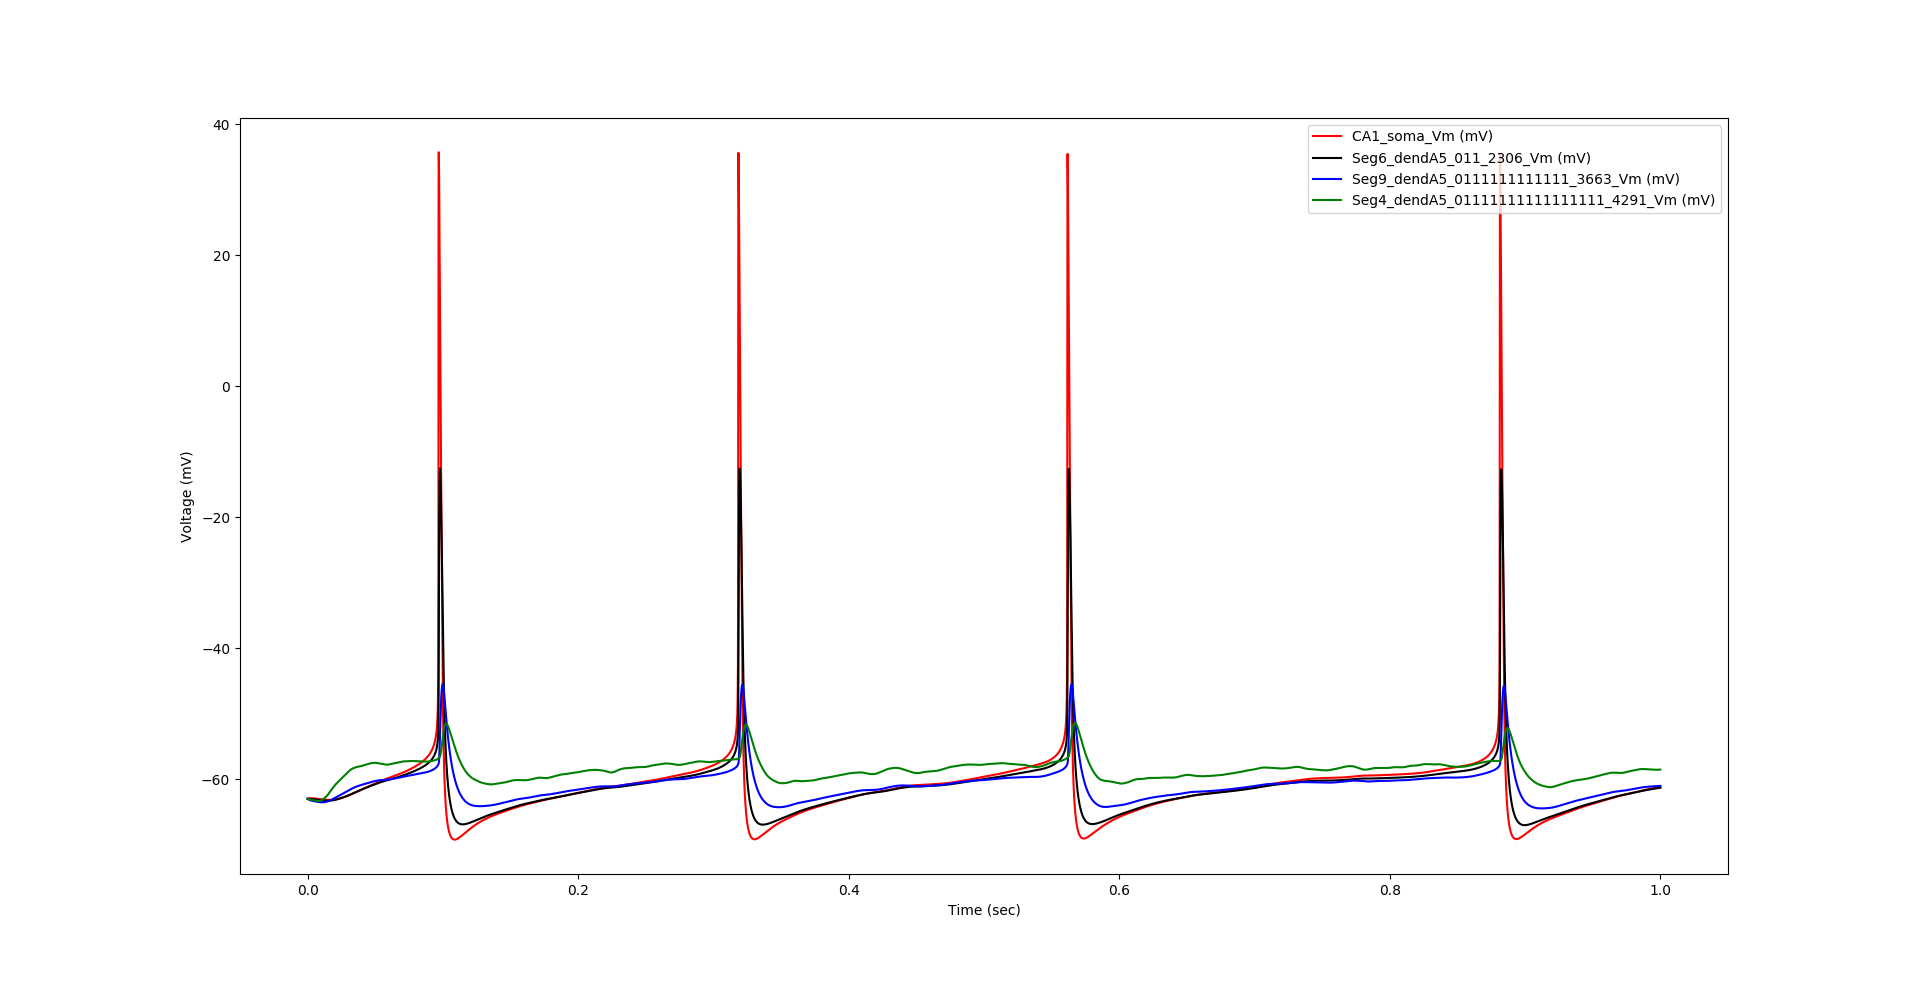 CA1_soma_Vm (mV)
Seg6_dendA5_011_2306_Vm (mV)
Seg9_dendA5_0111111111111_3663_Vm (mV)
Seg4_dendA5_01111111111111111_4291_Vm (mV)
40
20
0
−20
−40
−60
Voltage (mV)
0.0 0.2 0.4 0.6 0.8 1.0
Time (sec)